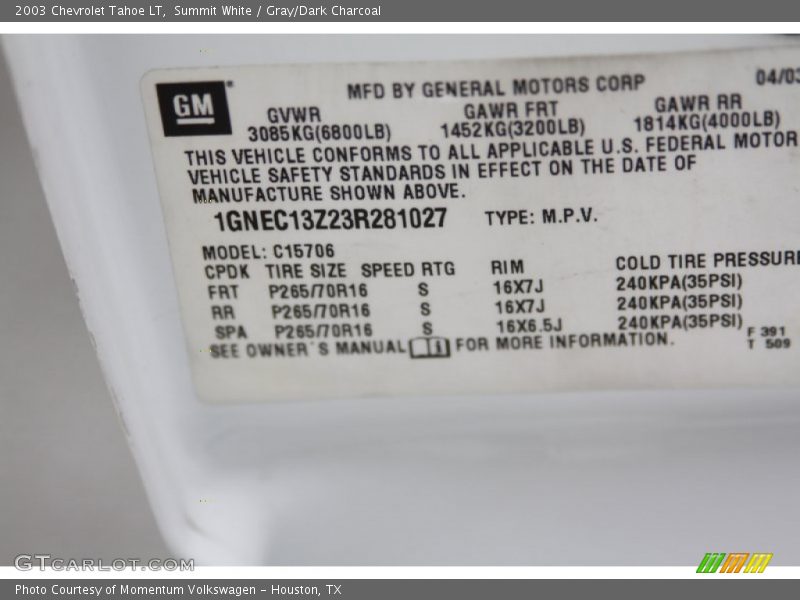 2003 Chevrolet Tahoe LT,  Summit White / Gray/Dark Charcoal
GM
MFD BY GENERAL MOTORS CORP
04/03
GVWR
GAWR FRT
GAWR RR
3085KG(6800LB)
1452KG(3200LB)
1814KG(4000LB)
THIS VEHICLE CONFORMS TO ALL APPLICABLE U.S. FEDERAL MOTOR
VEHICLE SAFETY STANDARDS IN EFFECT ON THE DATE OF
MANUFACTURE SHOWN ABOVE.
1GNEC13Z23R281027 TYPE: M.P.V.
MODEL: C15706
CPDK TIRE SIZE SPEED RTG RIM COLD TIRE PRESSURE
FRT P265/70R16 S 16X7J 240KPA(35PSI)
RR P265/70R16 S 16X7J 240KPA(35PSI)
SPA P265/70R16 S 16X6.5J 240KPA(35PSI)
SEE OWNER'S MANUAL FOR MORE INFORMATION.
F 391
T 509
GTCARLOT.COM
Photo Courtesy of Momentum Volkswagen – Houston, TX